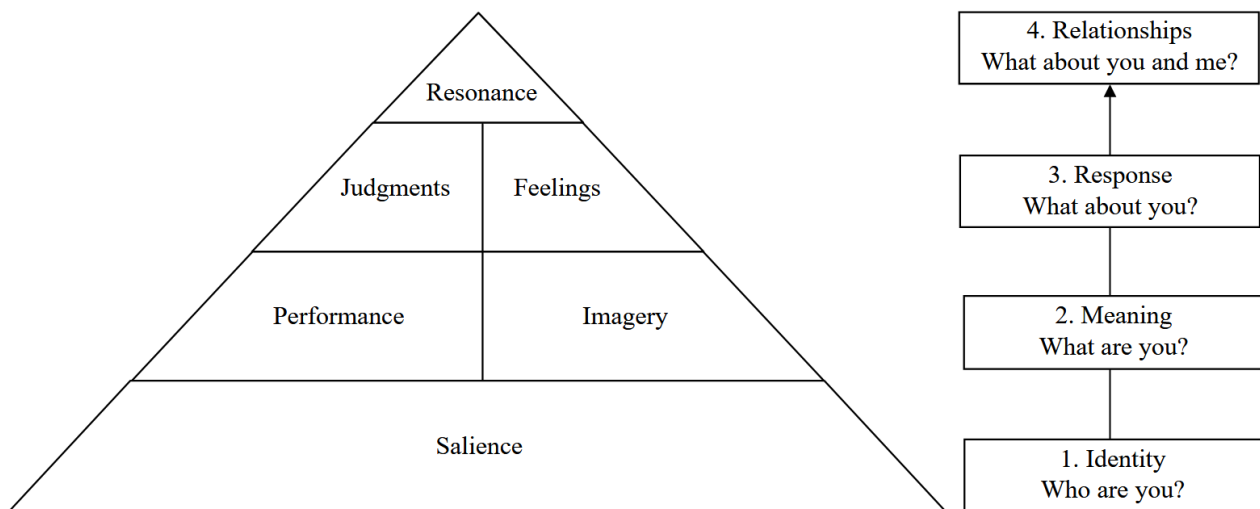 Resonance
Judgments
Feelings
Performance
Imagery
Salience
4. Relationships
What about you and me?
3. Response
What about you?
2. Meaning
What are you?
1. Identity
Who are you?